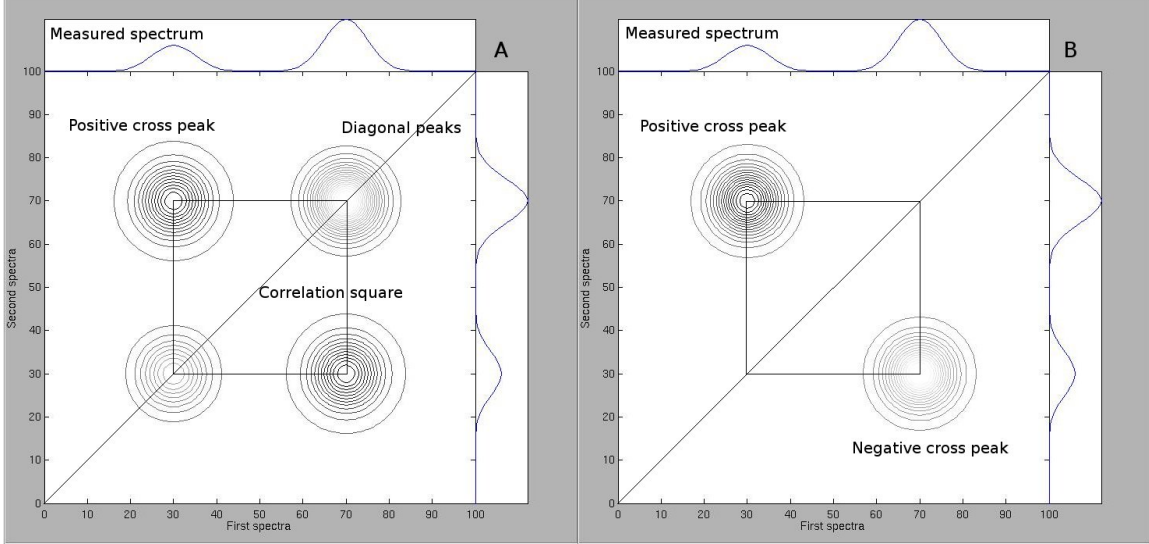 Measured spectrum
A
Positive cross peak
Diagonal peaks
Correlation square
100
90
80
70
60
50
40
30
20
10
0
Second spectra
0 10 20 30 40 50 60 70 80 90 100
First spectra
Measured spectrum
B
Positive cross peak
Negative cross peak
100
90
80
70
60
50
40
30
20
10
0
Second spectra
0 10 20 30 40 50 60 70 80 90 100
First spectra